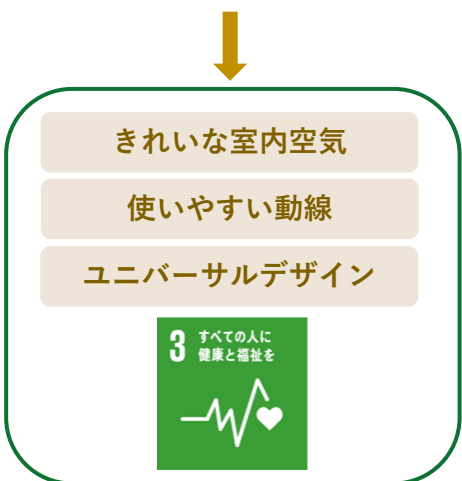 きれいな室内空気
使いやすい動線
ユニバーサルデザイン
3 すべての人に
健康と福祉を